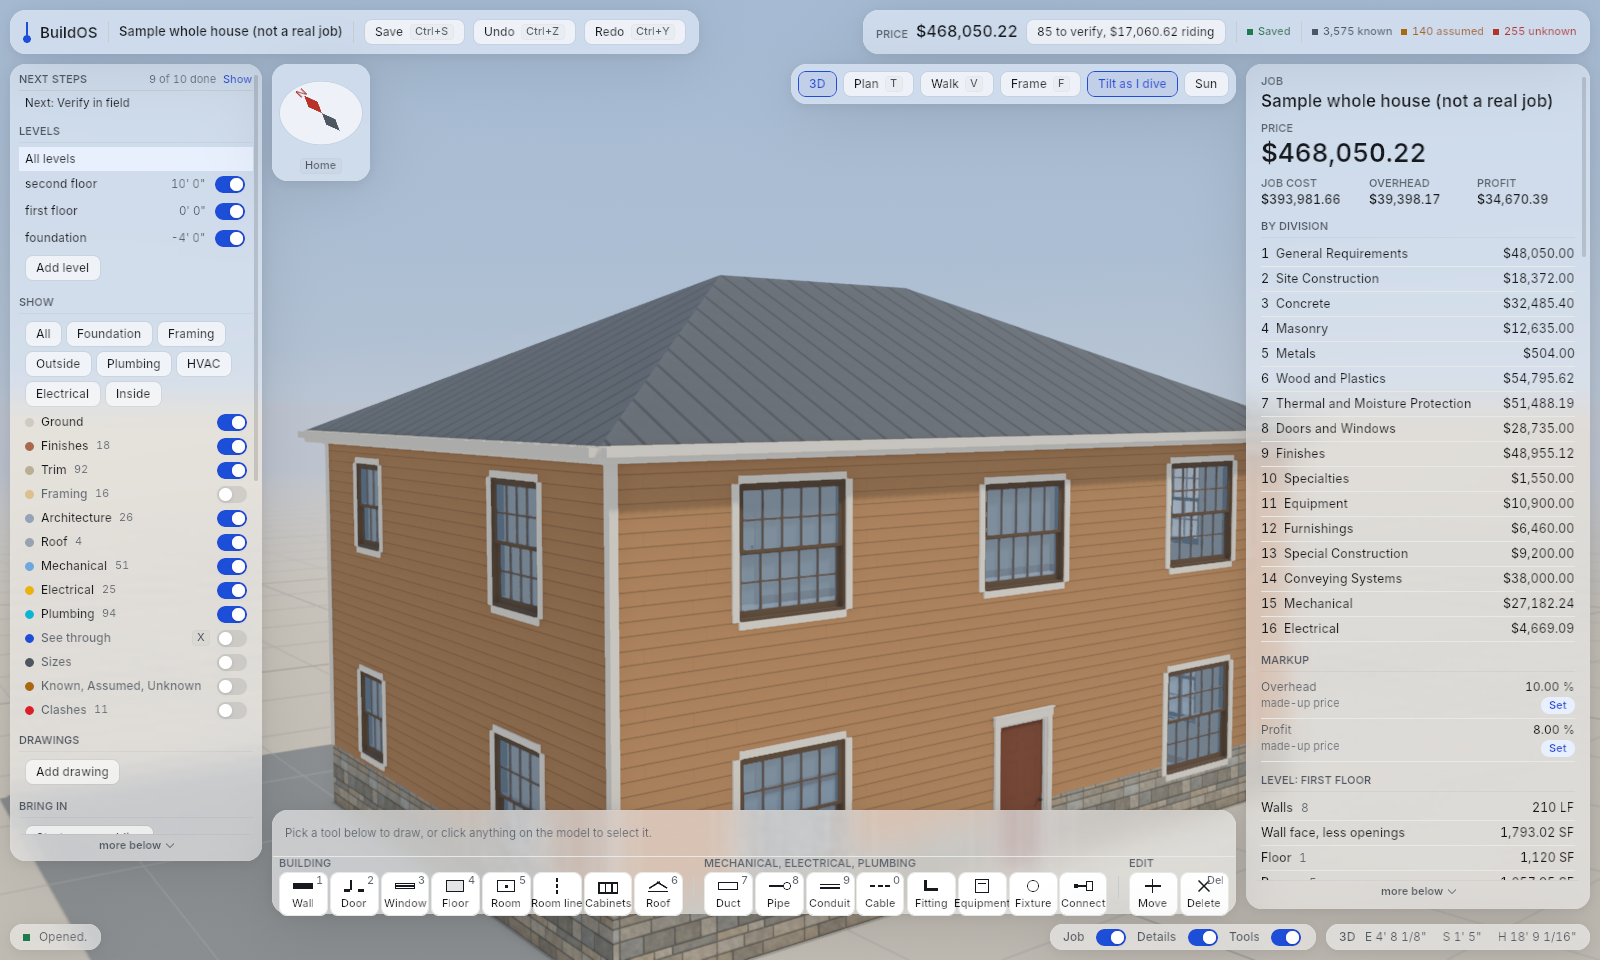 BuildOS
Sample whole house (not a real job)
Save Ctrl+S
Undo Ctrl+Z
Redo Ctrl+Y
PRICE $468,050.22
85 to verify, $17,060.62 riding
Saved
3,575 known
140 assumed
255 unknown
NEXT STEPS 9 of 10 done Show
Next: Verify in field
LEVELS
All levels
second floor 10' 0"
first floor 0' 0"
foundation -4' 0"
Add level
SHOW
All Foundation Framing
Outside Plumbing HVAC
Electrical Inside
Ground
Finishes 18
Trim 92
Framing 16
Architecture 26
Roof 4
Mechanical 51
Electrical 25
Plumbing 94
See through X
Sizes
Known, Assumed, Unknown
Clashes 11
DRAWINGS
Add drawing
BRING IN
more below
Opened.
N
Home
3D
Plan T
Walk V
Frame F
Tilt as I dive
Sun
JOB
Sample whole house (not a real job)
PRICE
$468,050.22
JOB COST OVERHEAD PROFIT
$393,981.66 $39,398.17 $34,670.39
BY DIVISION
1 General Requirements $48,050.00
2 Site Construction $18,372.00
3 Concrete $32,485.40
4 Masonry $12,635.00
5 Metals $504.00
6 Wood and Plastics $54,795.62
7 Thermal and Moisture Protection $51,488.19
8 Doors and Windows $28,735.00
9 Finishes $48,955.12
10 Specialties $1,550.00
11 Equipment $10,900.00
12 Furnishings $6,460.00
13 Special Construction $9,200.00
14 Conveying Systems $38,000.00
15 Mechanical $27,182.24
16 Electrical $4,669.09
MARKUP
Overhead 10.00 %
made-up price Set
Profit 8.00 %
made-up price Set
LEVEL: FIRST FLOOR
Walls 8 210 LF
Wall face, less openings 1,793.02 SF
Floor 1 1,120 SF
more below
Pick a tool below to draw, or click anything on the model to select it.
BUILDING
1 Wall
2 Door
3 Window
4 Floor
5 Room
Room line
Cabinets
6 Roof
MECHANICAL, ELECTRICAL, PLUMBING
7 Duct
8 Pipe
9 Conduit
0 Cable
Fitting
Equipment
Fixture
Connect
EDIT
Move
Del Delete
Job Details Tools
3D E 4' 8 1/8" S 1' 5" H 18' 9 1/16"